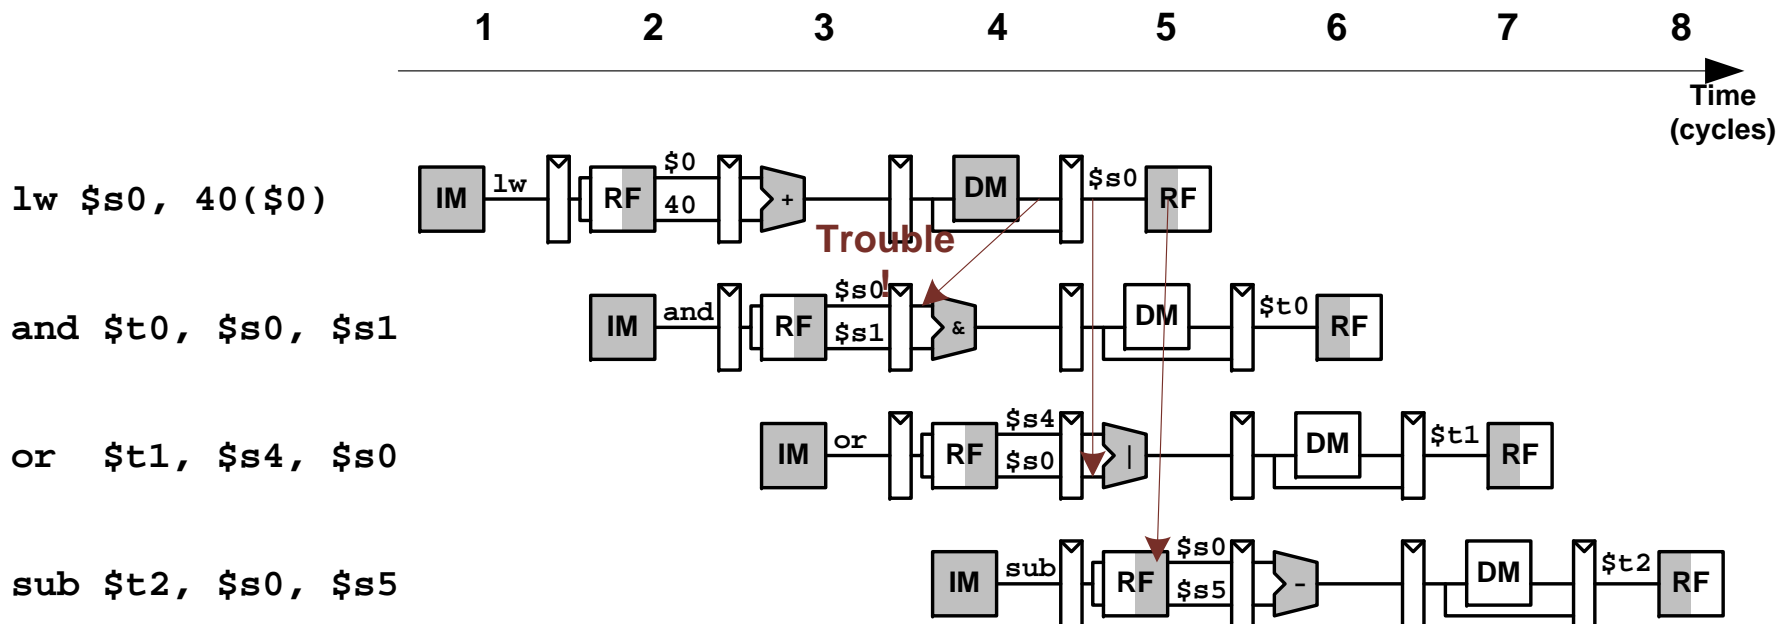 1 2 3 4 5 6 7 8
Time
(cycles)
lw $s0, 40($0)
IM lw RF $0 40 + DM $s0 RF
Trouble
!
and $t0, $s0, $s1
IM and RF $s0 $s1 & DM $t0 RF
or $t1, $s4, $s0
IM or RF $s4 $s0 | DM $t1 RF
sub $t2, $s0, $s5
IM sub RF $s0 $s5 - DM $t2 RF